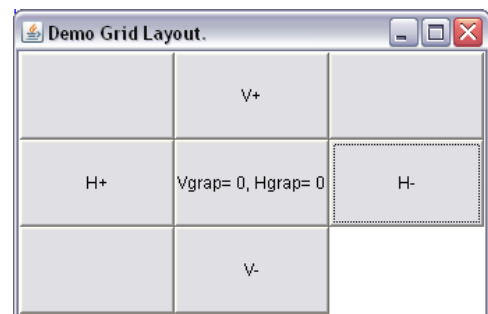 Demo Grid Layout.
V+
H+ Vgrap= 0, Hgrap= 0 H-
V-